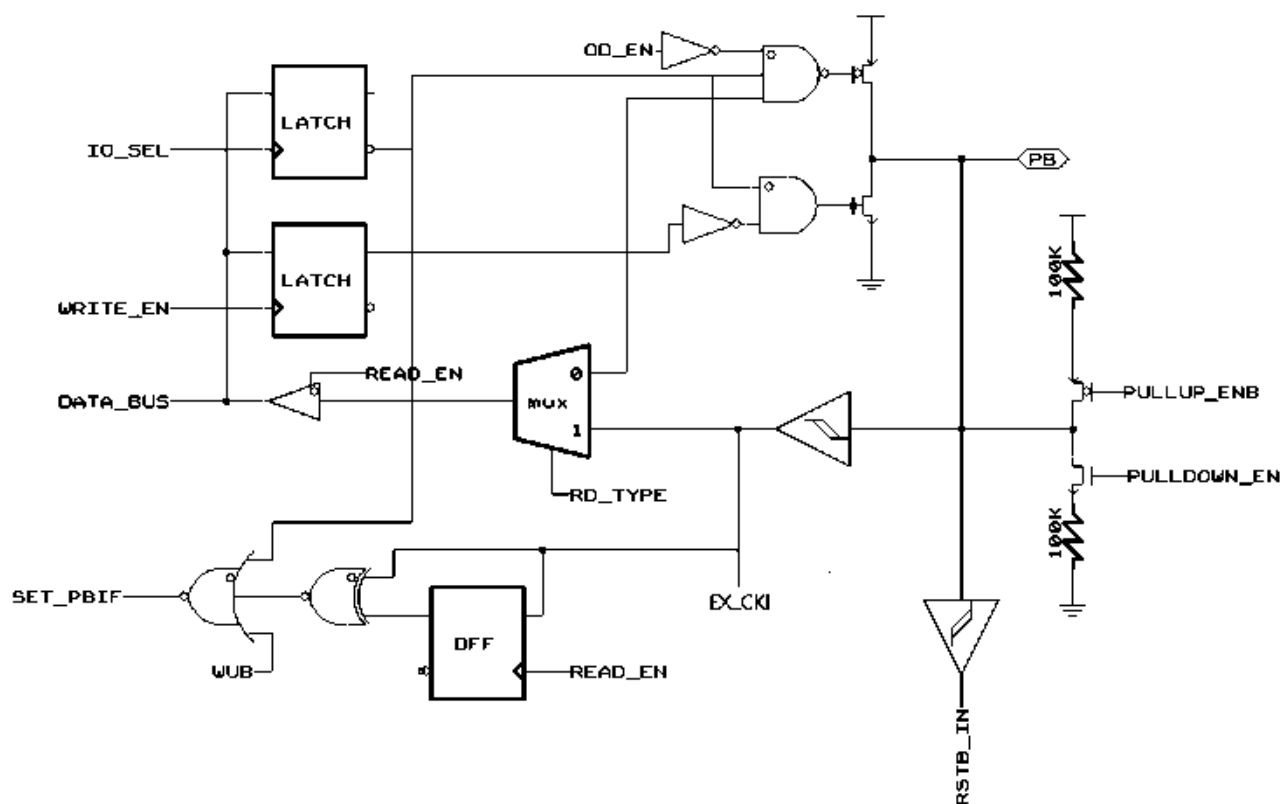 OD_EN
LATCH
IO_SEL
PB
LATCH
100K
WRITE_EN
READ_EN
0
DATA_BUS
MUX
PULLUP_ENB
1
PULLDOWN_EN
RD_TYPE
100K
SET_PBIF
EX_CKI
DFF
WUB
READ_EN
RSTB_IN